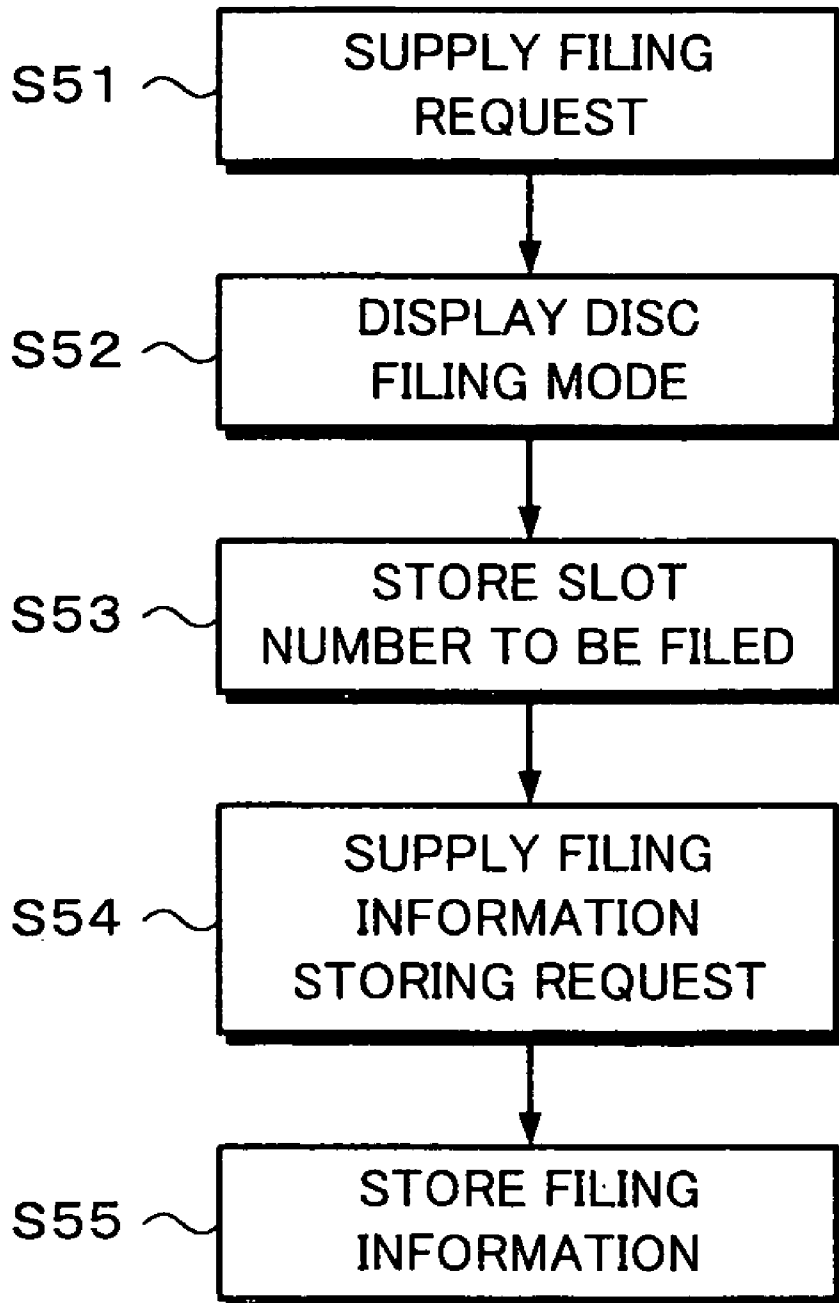 S51
SUPPLY FILING
REQUEST
S52
DISPLAY DISC
FILING MODE
S53
STORE SLOT
NUMBER TO BE FILED
S54
SUPPLY FILING
INFORMATION
STORING REQUEST
S55
STORE FILING
INFORMATION